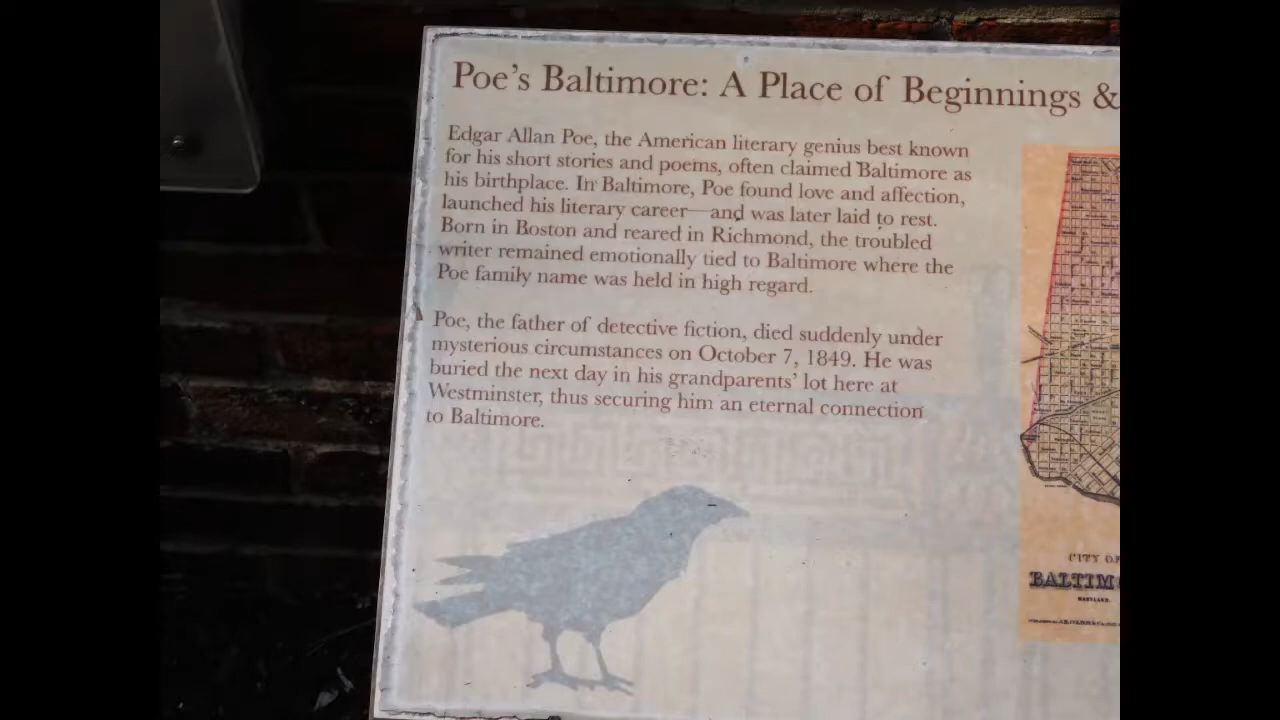 Poe's Baltimore: A Place of Beginnings &
Edgar Allan Poe, the American literary genius best known
for his short stories and poems, often claimed Baltimore as
his birthplace. In Baltimore, Poe found love and affection,
launched his literary career—and was later laid to rest.
Born in Boston and reared in Richmond, the troubled
writer remained emotionally tied to Baltimore where the
Poe family name was held in high regard.
Poe, the father of detective fiction, died suddenly under
mysterious circumstances on October 7, 1849. He was
buried the next day in his grandparents' lot here at
Westminster, thus securing him an eternal connection
to Baltimore.
CITY OF
BALTIMO
MARYLAND.